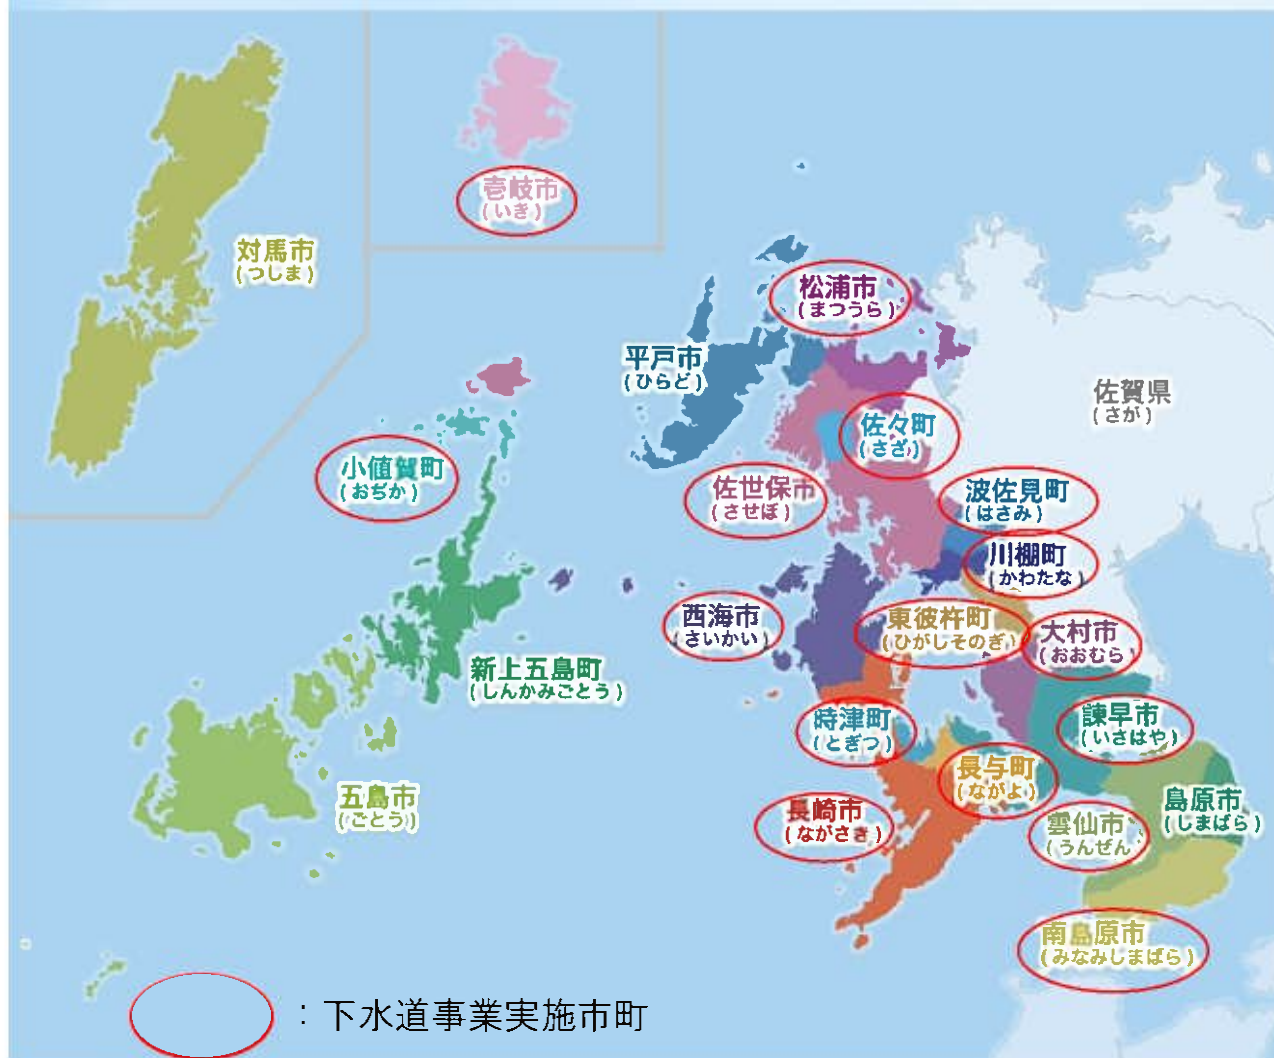 壱岐市
(いき)
対馬市
(つしま)
松浦市
(まつうら)
平戸市
(ひらど)
佐賀県
(さが)
佐々町
(さざ)
小値賀町
(おぢか)
佐世保市
(させぼ)
波佐見町
(はさみ)
川棚町
(かわたな)
西海市
(さいかい)
東彼杵町
(ひがしそのぎ)
大村市
(おおむら)
新上五島町
(しんかみごとう)
時津町
(とぎつ)
諫早市
(いさはや)
長与町
(ながよ)
五島市
(ごとう)
長崎市
(ながさき)
島原市
(しまばら)
雲仙市
(うんぜん
南島原市
(みなみしまばら)
：下水道事業実施市町